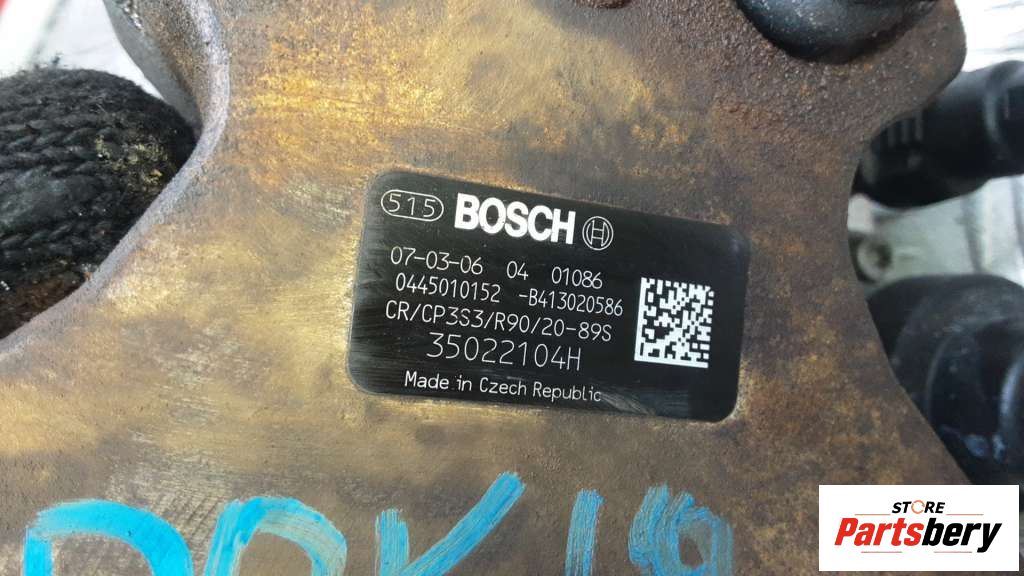 515 BOSCH
07-03-06 04 01086
0445010152 -B413020586
CR/CP3S3/R90/20-89S
35022104H
Made in Czech Republic
STORE
Partsbery